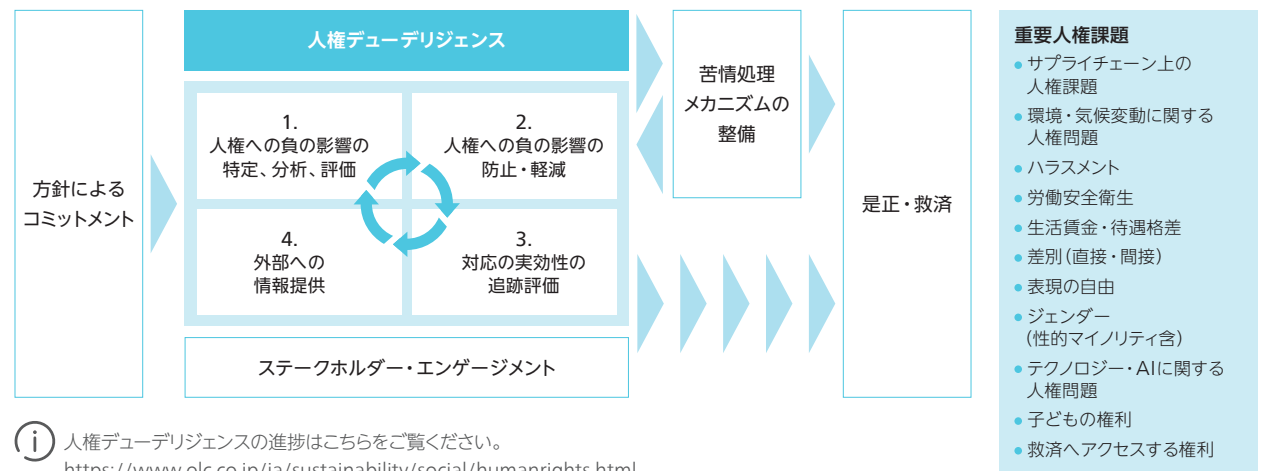 方針による
コミットメント
人権デューデリジェンス
1.
人権への負の影響の
特定、分析、評価
2.
人権への負の影響の
防止・軽減
4.
外部への
情報提供
3.
対応の実効性の
追跡評価
ステークホルダー・エンゲージメント
苦情処理
メカニズムの
整備
是正・救済
重要人権課題
●サプライチェーン上の
人権課題
●環境・気候変動に関する
人権問題
●ハラスメント
●労働安全衛生
●生活賃金・待遇格差
●差別（直接・間接）
●表現の自由
●ジェンダー
（性的マイノリティ含）
●テクノロジー・AIに関する
人権問題
●子どもの権利
●救済へアクセスする権利
i 人権デューデリジェンスの進捗はこちらをご覧ください。
https://www.olc.co.jp/ja/sustainability/social/humanrights.html